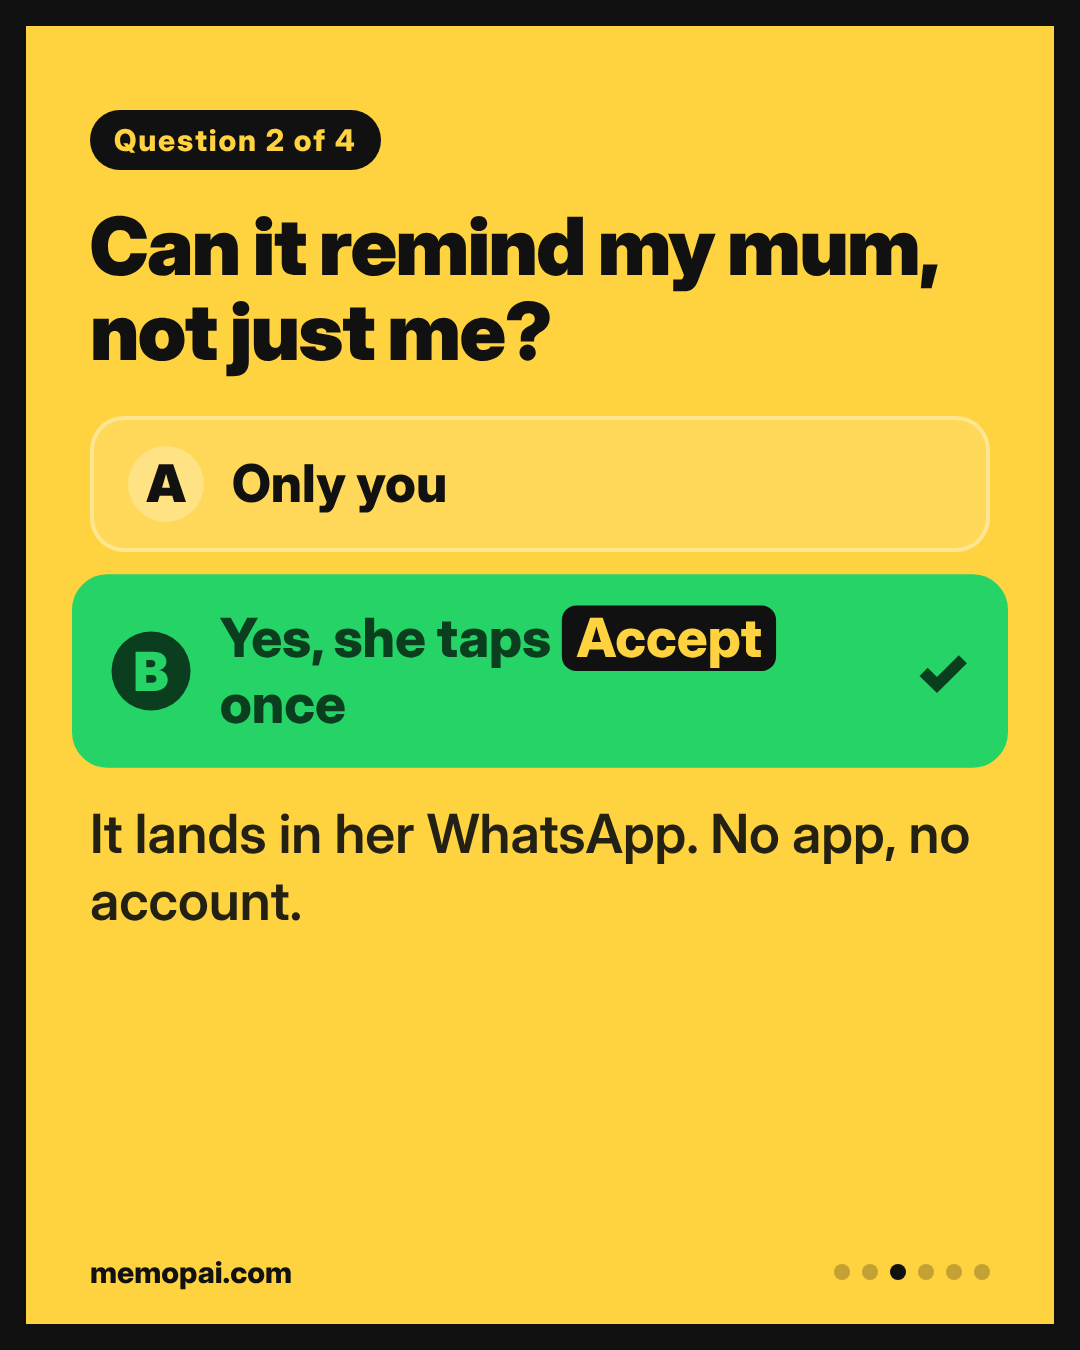 Question 2 of 4
Can it remind my mum,
not just me?
A Only you
B Yes, she taps Accept
once
It lands in her WhatsApp. No app, no
account.
memopai.com